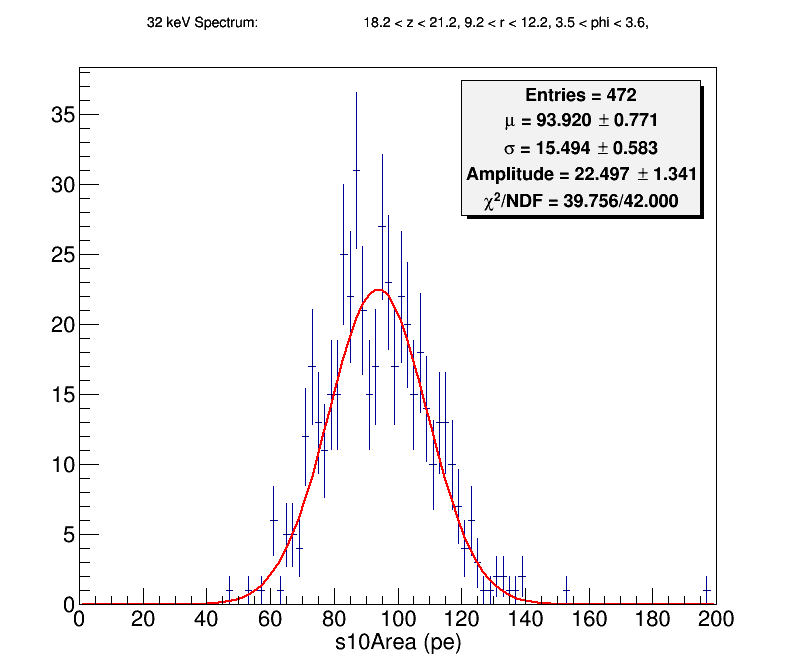 32 keV Spectrum: 18.2 < z < 21.2, 9.2 < r < 12.2, 3.5 < phi < 3.6,
Entries = 472
μ = 93.920 ± 0.771
σ = 15.494 ± 0.583
Amplitude = 22.497 ± 1.341
χ²/NDF = 39.756/42.000
35
30
25
20
15
10
5
0
0 20 40 60 80 100 120 140 160 180 200
s10Area (pe)